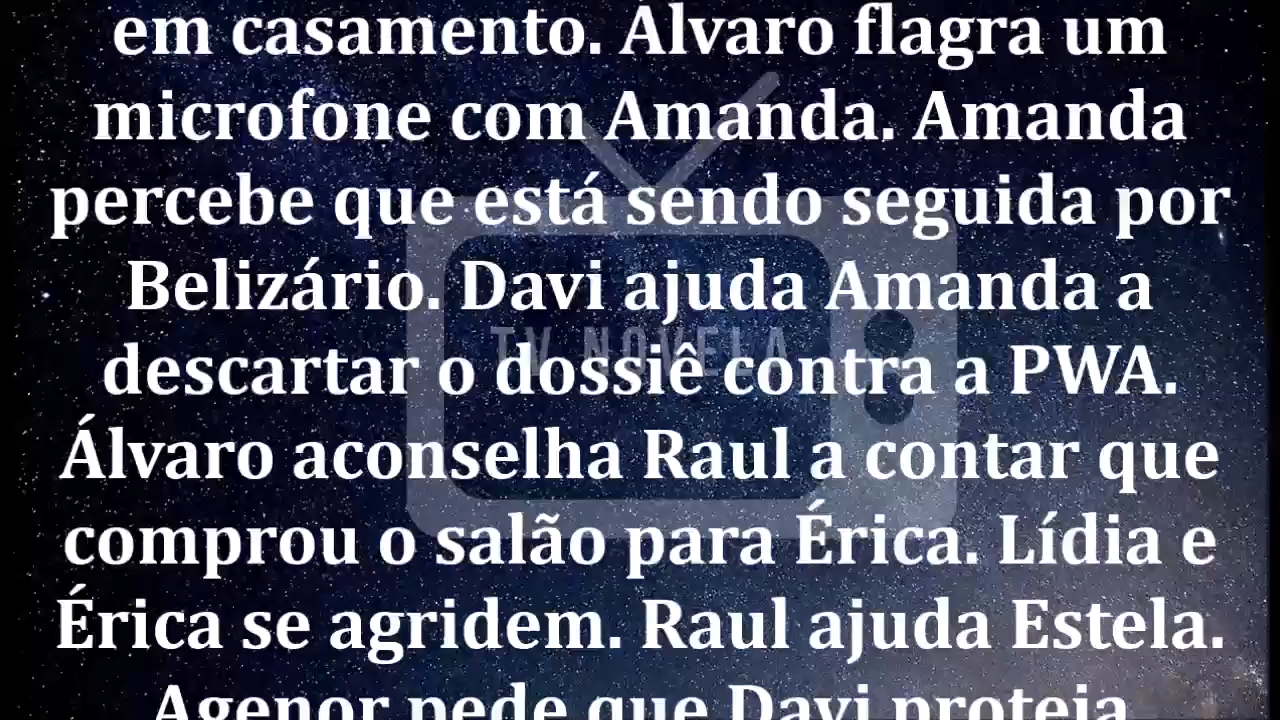 em casamento. Álvaro flagra um
microfone com Amanda. Amanda
percebe que está sendo seguida por
Belizário. Davi ajuda Amanda a
TV NOVELA
descartar o dossiê contra a PWA.
Álvaro aconselha Raul a contar que
comprou o salão para Érica. Lídia e
Érica se agridem. Raul ajuda Estela.
Agenor pede que Davi proteja